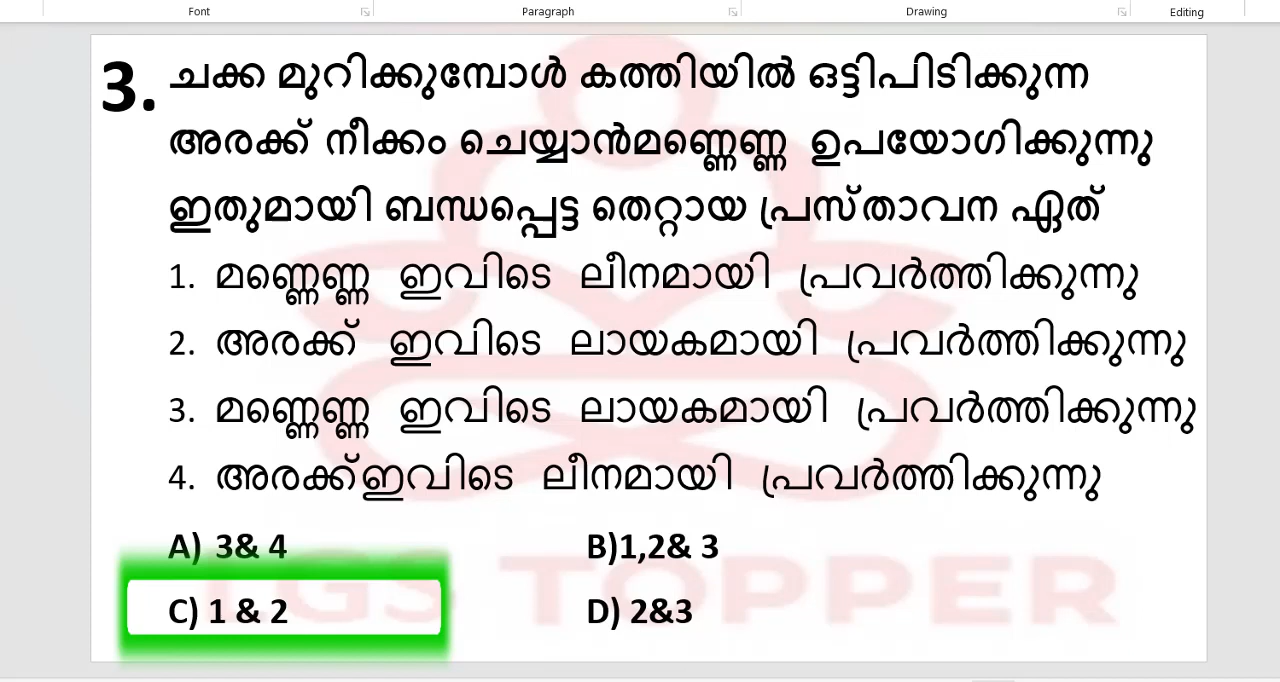 Font Paragraph Drawing Editing
3. ചക്ക മുറിക്കുമ്പോൾ കത്തിയിൽ ഒട്ടിപിടിക്കുന്ന
അരക്ക് നീക്കം ചെയ്യാൻമണ്ണെണ്ണ ഉപയോഗിക്കുന്നു
ഇതുമായി ബന്ധപ്പെട്ട തെറ്റായ പ്രസ്താവന ഏത്
1. മണ്ണെണ്ണ ഇവിടെ ലീനമായി പ്രവർത്തിക്കുന്നു
2. അരക്ക് ഇവിടെ ലായകമായി പ്രവർത്തിക്കുന്നു
3. മണ്ണെണ്ണ ഇവിടെ ലായകമായി പ്രവർത്തിക്കുന്നു
4. അരക്ക്ഇവിടെ ലീനമായി പ്രവർത്തിക്കുന്നു
A) 3& 4 B)1,2& 3
C) 1 & 2 D) 2&3
TOPPER